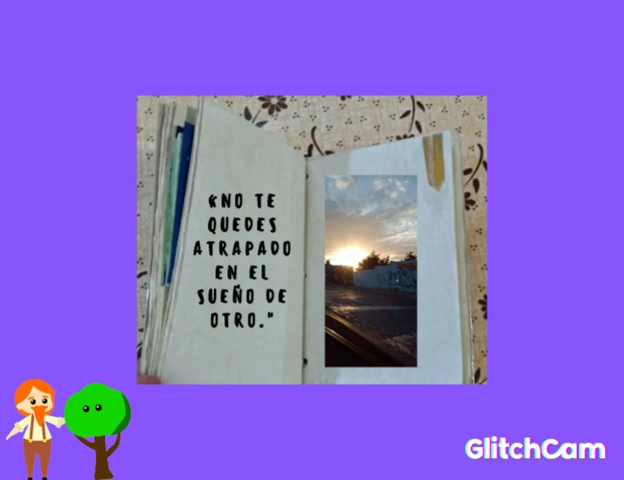 «NO TE
QUEDES
ATRAPADO
EN EL
SUEÑO DE
OTRO."
GlitchCam